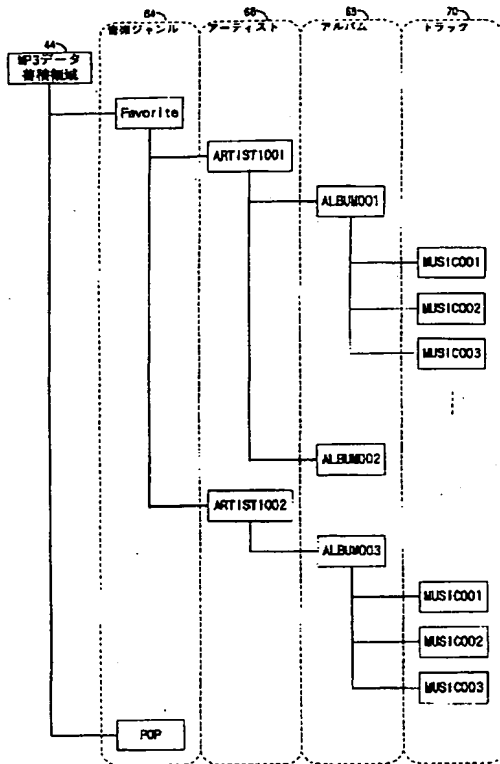 44
MP3データ
蓄積領域
64
音楽ジャンル
68
アーティスト
アルバム
70
トラック
Favorite
ARTIST1001
ALBUM001
MUSIC001
MUSIC002
MUSIC003
ALBUM002
ARTIST1002
ALBUM003
MUSIC001
MUSIC002
MUSIC003
POP